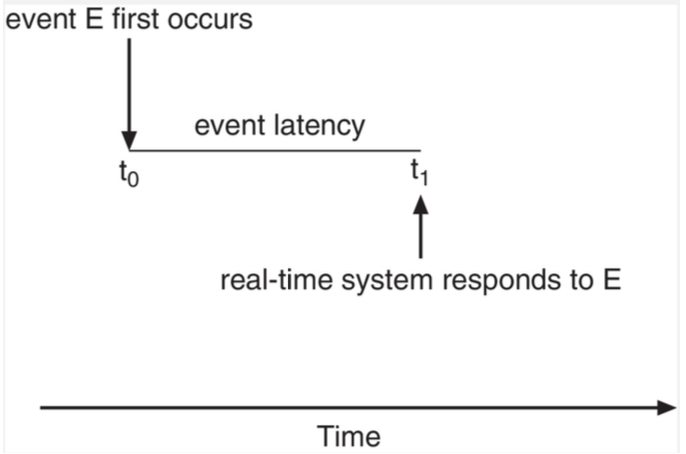 event E first occurs
event latency
t₀
t₁
real-time system responds to E
Time